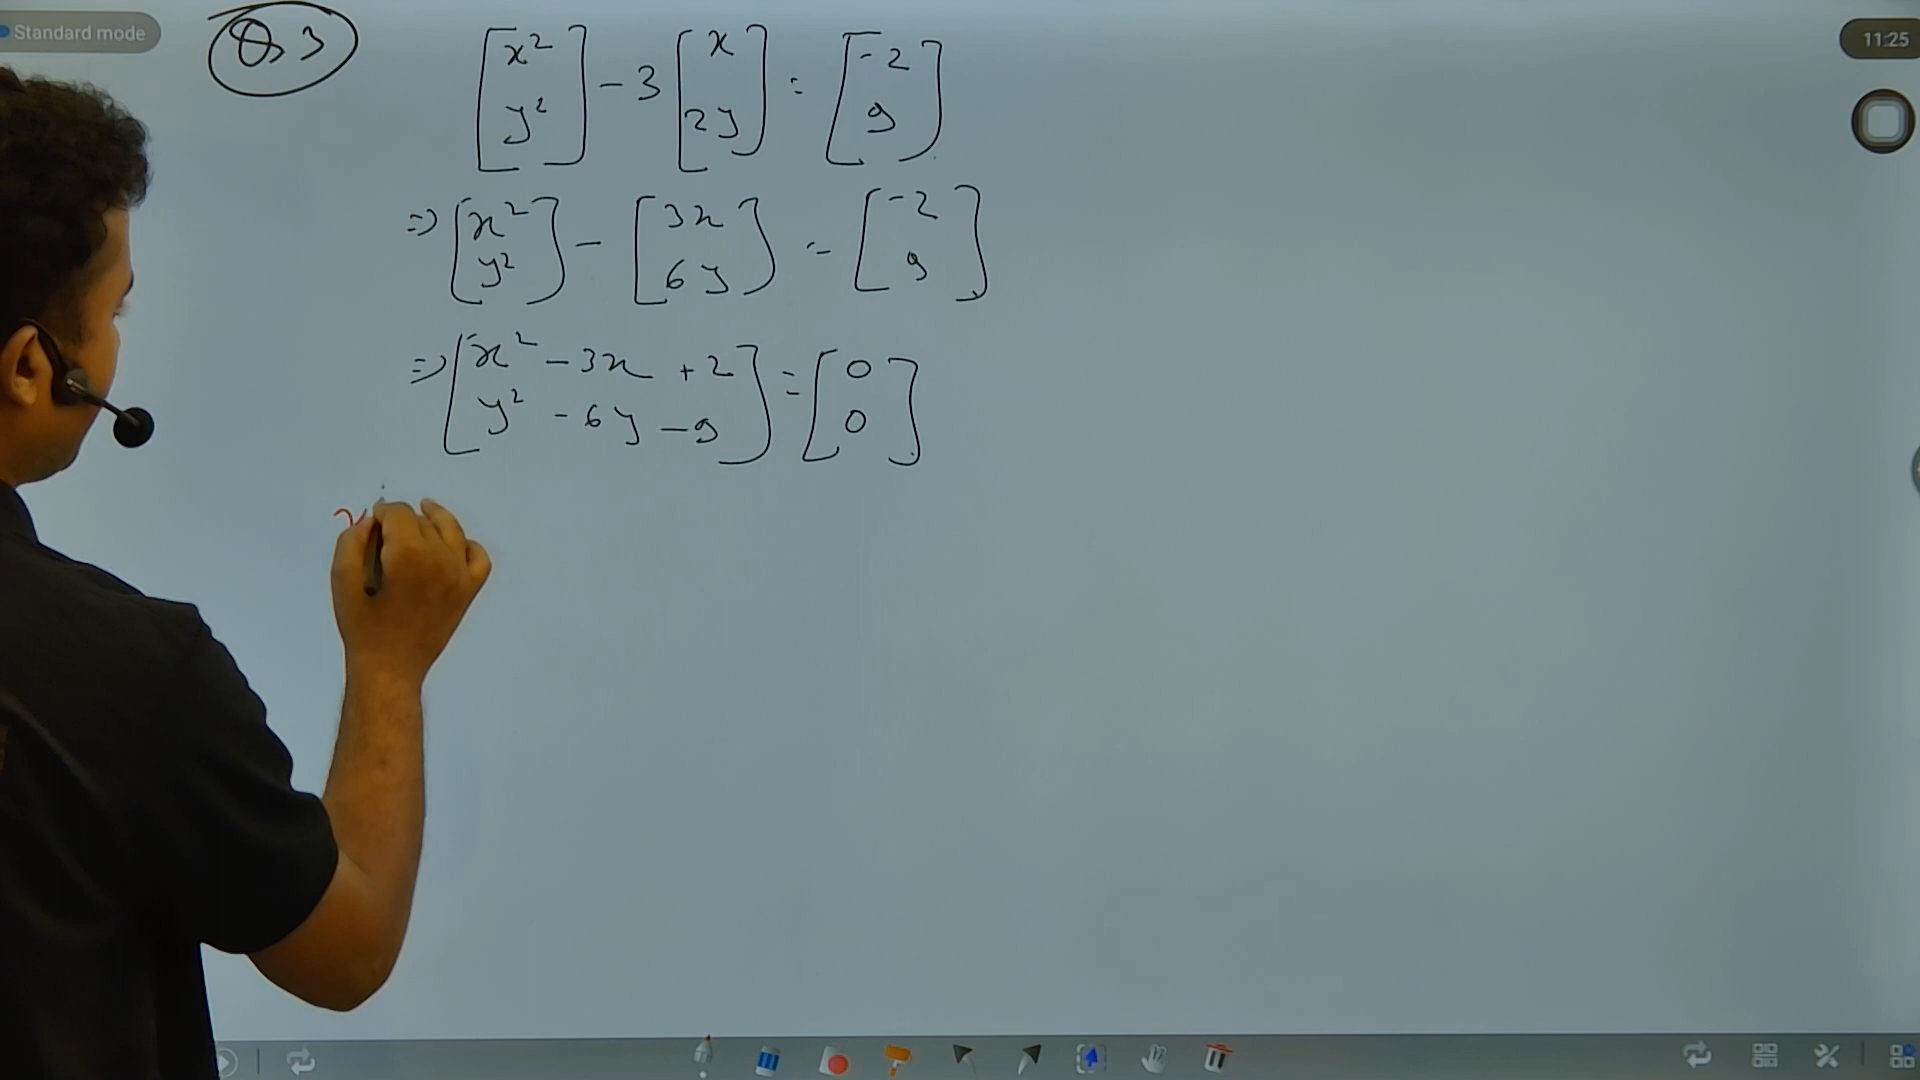 Standard mode
11:25
Q3
[x² y²] - 3 [x 2y] = [-2 9]
⇒ [x² y²] - [3x 6y] = [-2 9]
⇒ [x² - 3x + 2 y² - 6y - 9] = [0 0]
x